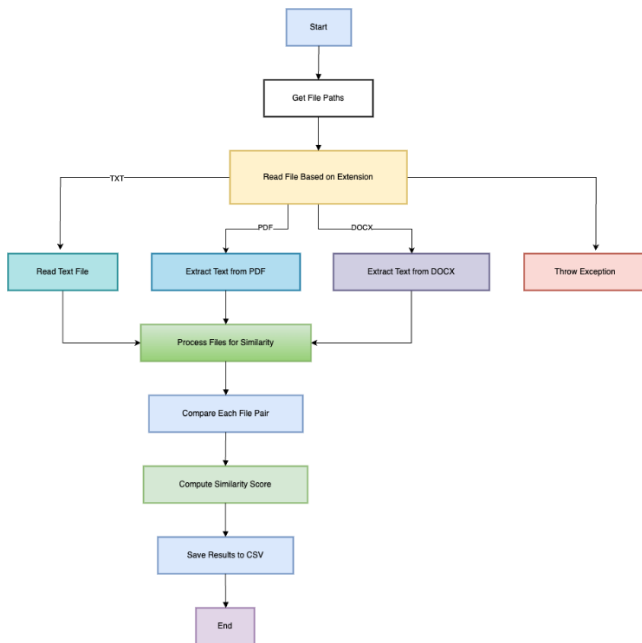 Start
Get File Paths
Read File Based on Extension
TXT
PDF
DOCX
Read Text File
Extract Text from PDF
Extract Text from DOCX
Throw Exception
Process Files for Similarity
Compare Each File Pair
Compute Similarity Score
Save Results to CSV
End